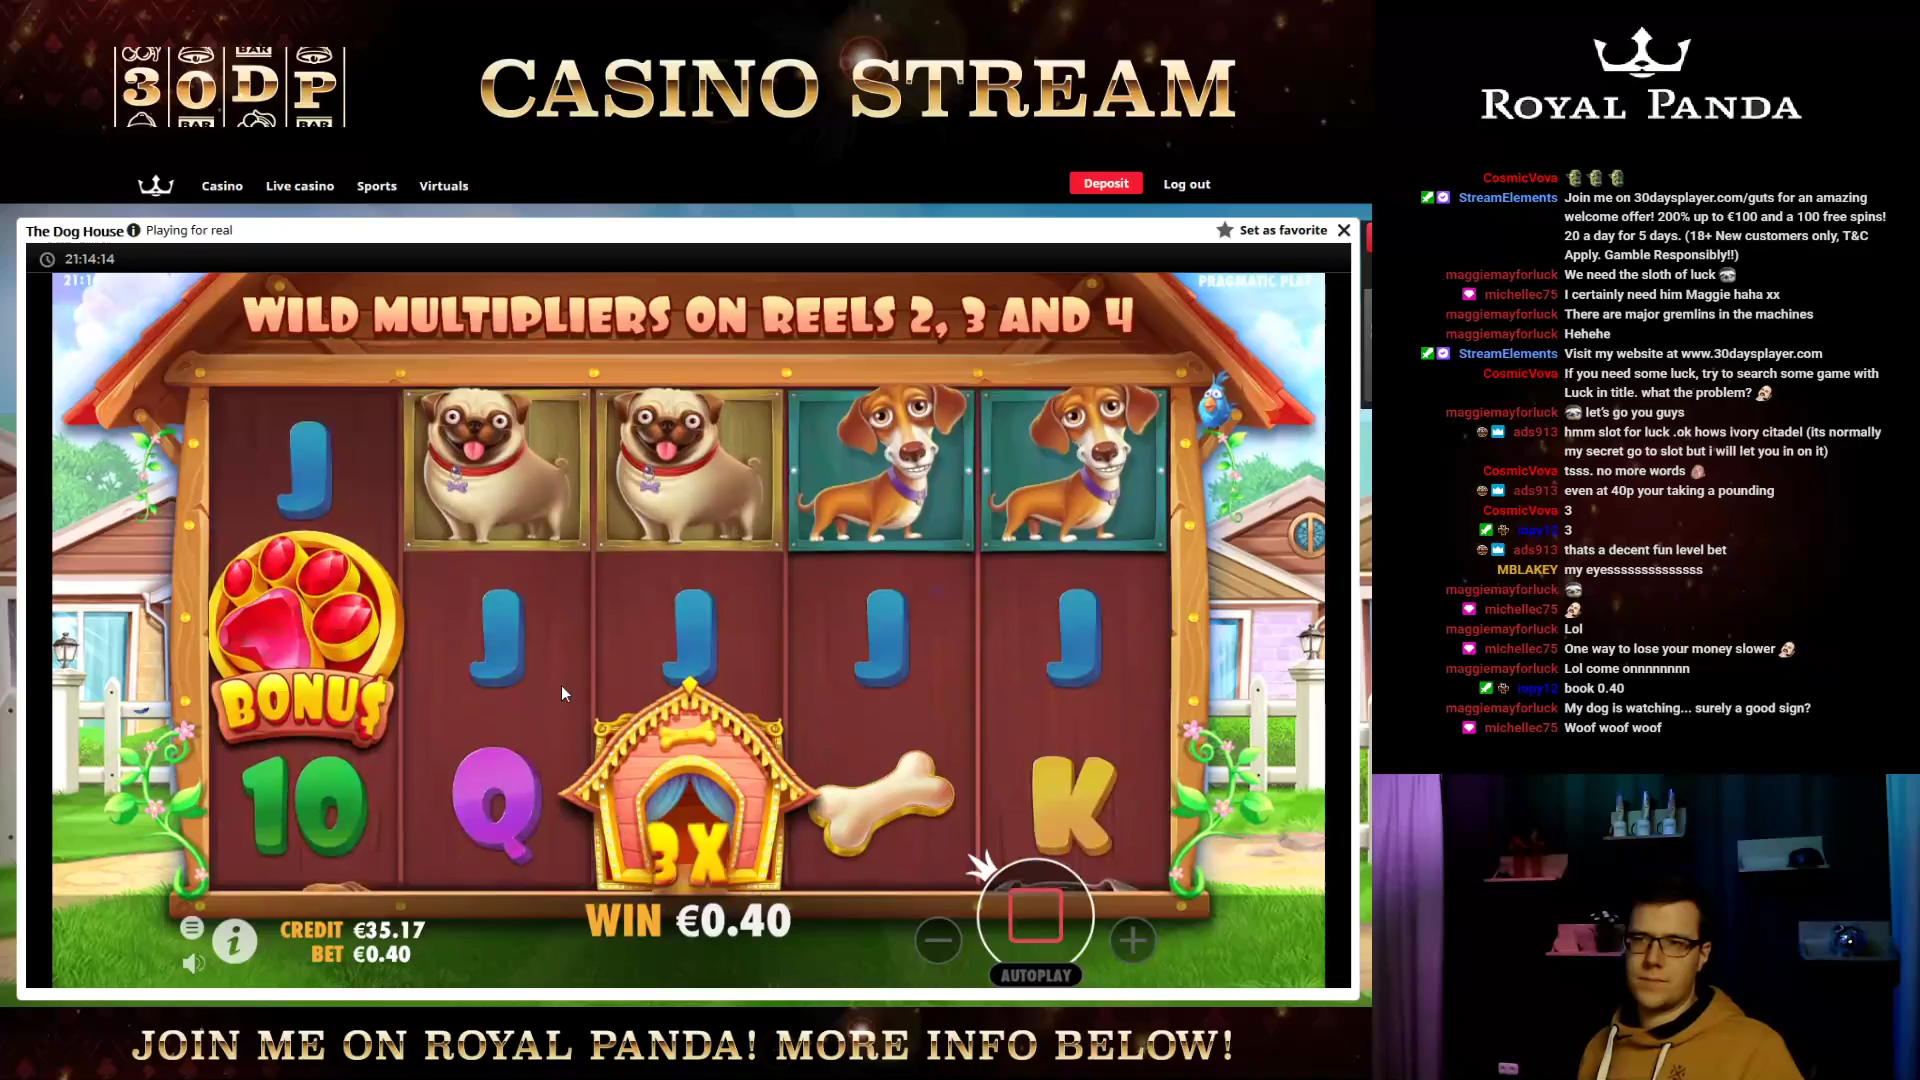 30DP
BAR
BAR
BAR
CASINO STREAM
ROYAL PANDA
Casino
Live casino
Sports
Virtuals
Deposit
Log out
The Dog House
Playing for real
Set as favorite
21:14:14
PRAGMATIC PLAY
WILD MULTIPLIERS ON REELS 2, 3 AND 4
J
BONU$
J
J
J
J
10
Q
3X
K
CREDIT €35.17
BET €0.40
WIN €0.40
AUTOPLAY
JOIN ME ON ROYAL PANDA! MORE INFO BELOW!
CosmicVova
StreamElements Join me on 30daysplayer.com/guts for an amazing
welcome offer! 200% up to €100 and a 100 free spins!
20 a day for 5 days. (18+ New customers only, T&C
Apply. Gamble Responsibly!!)
maggiemayforluck We need the sloth of luck
michellec75 I certainly need him Maggie haha xx
maggiemayforluck There are major gremlins in the machines
maggiemayforluck Hehehe
StreamElements Visit my website at www.30daysplayer.com
CosmicVova If you need some luck, try to search some game with
Luck in title. what the problem?
maggiemayforluck let's go you guys
ads913 hmm slot for luck .ok hows ivory citadel (its normally
my secret go to slot but i will let you in on it)
CosmicVova tsss. no more words
ads913 even at 40p your taking a pounding
CosmicVova 3
3
ads913 thats a decent fun level bet
MBLAKEY my eyesssssssssssss
maggiemayforluck
michellec75
maggiemayforluck Lol
michellec75 One way to lose your money slower
maggiemayforluck Lol come onnnnnnnn
book 0.40
maggiemayforluck My dog is watching... surely a good sign?
michellec75 Woof woof woof